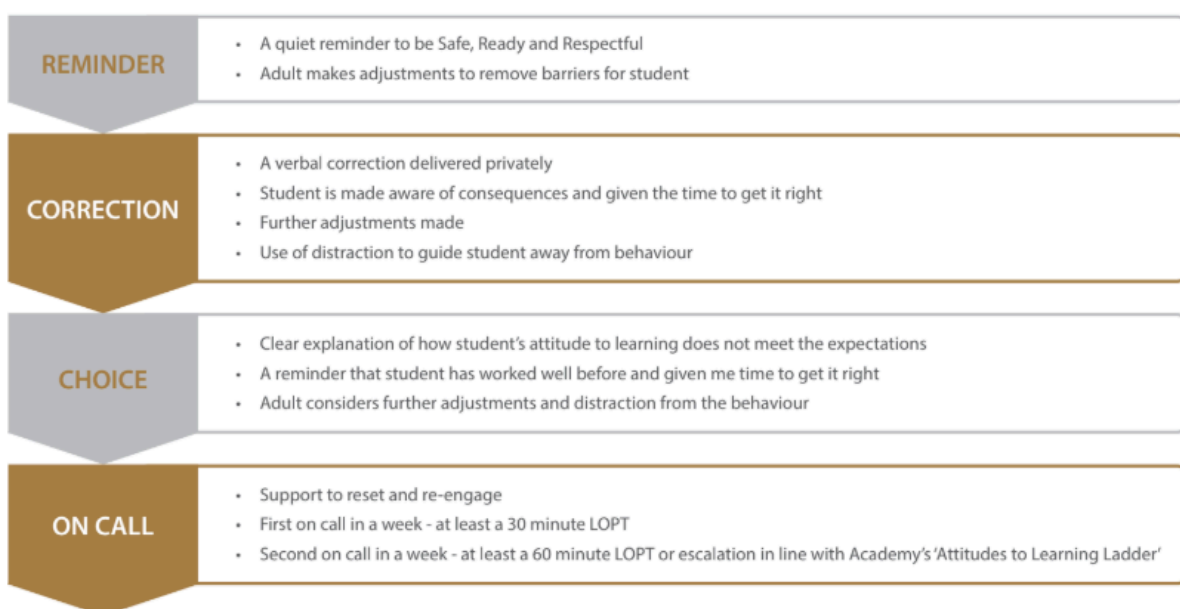 REMINDER
• A quiet reminder to be Safe, Ready and Respectful
• Adult makes adjustments to remove barriers for student
CORRECTION
• A verbal correction delivered privately
• Student is made aware of consequences and given the time to get it right
• Further adjustments made
• Use of distraction to guide student away from behaviour
CHOICE
• Clear explanation of how student’s attitude to learning does not meet the expectations
• A reminder that student has worked well before and given me time to get it right
• Adult considers further adjustments and distraction from the behaviour
ON CALL
• Support to reset and re-engage
• First on call in a week - at least a 30 minute LOPT
• Second on call in a week - at least a 60 minute LOPT or escalation in line with Academy’s ‘Attitudes to Learning Ladder’